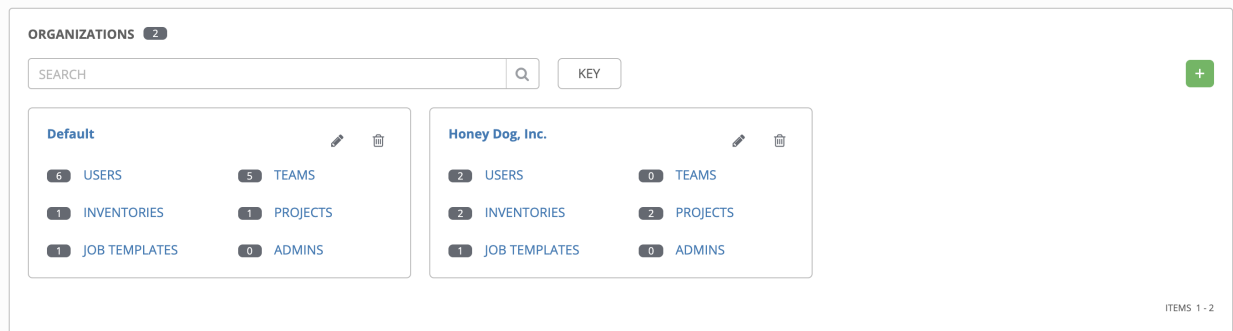 ORGANIZATIONS 2
SEARCH KEY +
Default
6 USERS 5 TEAMS
1 INVENTORIES 1 PROJECTS
1 JOB TEMPLATES 0 ADMINS
Honey Dog, Inc.
2 USERS 0 TEAMS
2 INVENTORIES 2 PROJECTS
1 JOB TEMPLATES 0 ADMINS
ITEMS 1 - 2